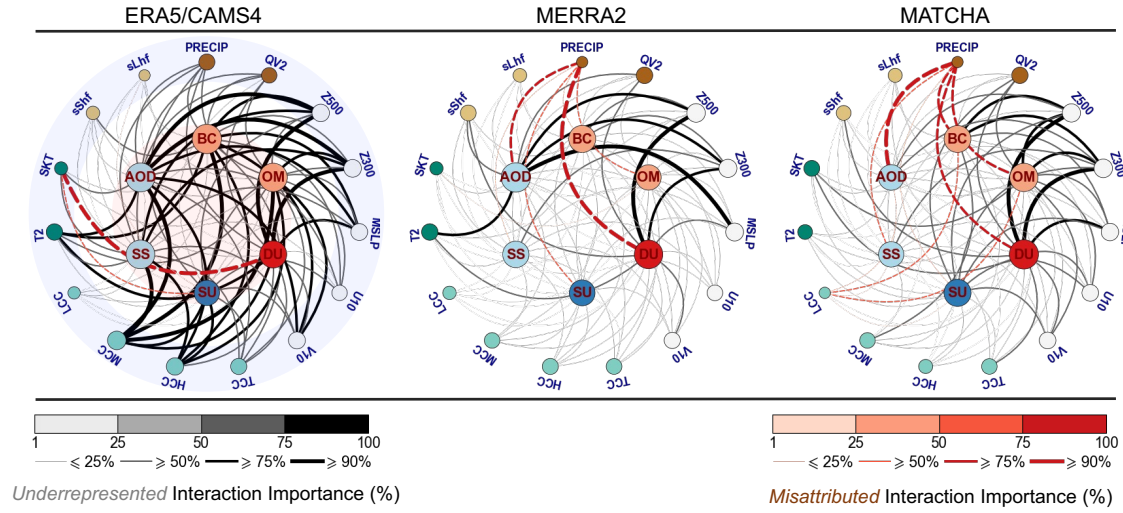 ERA5/CAMS4
MERRA2
MATCHA
PRECIP
sLhf
QV2
sShf
Z500
SKT
Z300
T2
MSLP
LCC
U10
MCC
V10
HCC
TCC
BC
AOD
OM
SS
DU
SU
PRECIP
sLhf
QV2
sShf
Z500
SKT
Z300
T2
MSLP
LCC
U10
MCC
V10
HCC
TCC
BC
AOD
OM
SS
DU
SU
PRECIP
sLhf
QV2
sShf
Z500
SKT
Z300
T2
LCC
U10
MCC
V10
HCC
TCC
BC
AOD
OM
SS
DU
SU
1 25 50 75 100
⩽ 25% ⩾ 50% ⩾ 75% ⩾ 90%
Underrepresented Interaction Importance (%)
1 25 50 75 100
⩽ 25% ⩾ 50% ⩾ 75% ⩾ 90%
Misattributed Interaction Importance (%)